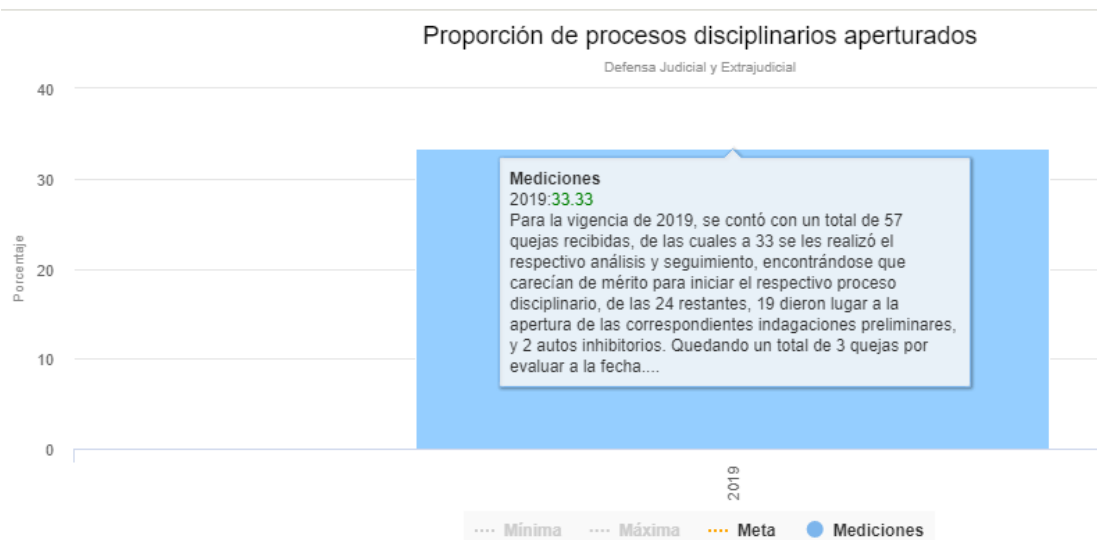 Proporción de procesos disciplinarios aperturados
Defensa Judicial y Extrajudicial
40
30
20
10
0
Porcentaje
Mediciones
2019:33.33
Para la vigencia de 2019, se contó con un total de 57
quejas recibidas, de las cuales a 33 se les realizó el
respectivo análisis y seguimiento, encontrándose que
carecían de mérito para iniciar el respectivo proceso
disciplinario, de las 24 restantes, 19 dieron lugar a la
apertura de las correspondientes indagaciones preliminares,
y 2 autos inhibitorios. Quedando un total de 3 quejas por
evaluar a la fecha....
2019
Mínima Máxima Meta Mediciones